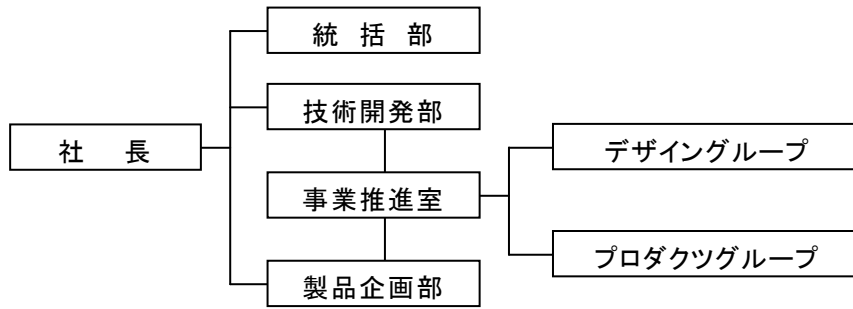 統 括 部
技術開発部
社 長
デザイングループ
事業推進室
プロダクツグループ
製品企画部